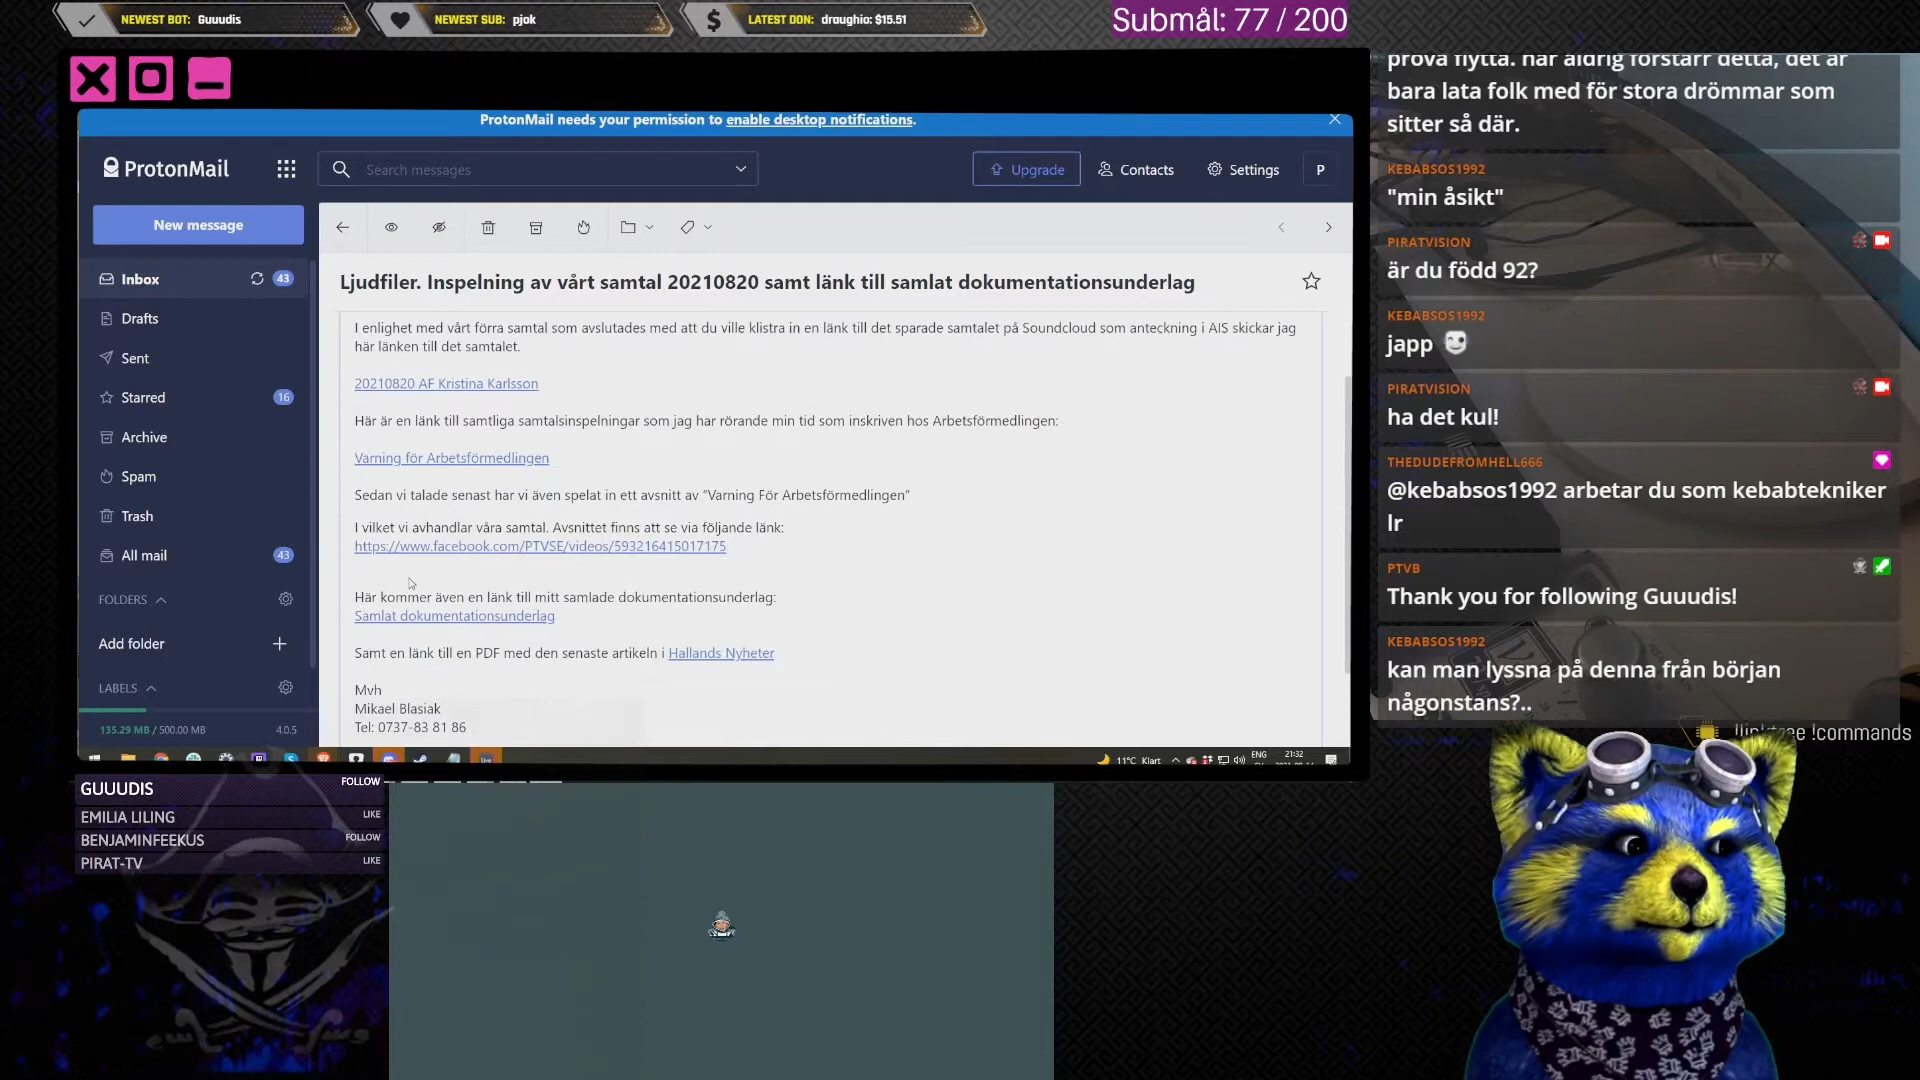 NEWEST BOT: Guuudis
NEWEST SUB: pjok
LATEST DON: draughio: $15.51
Submål: 77 / 200
ProtonMail needs your permission to enable desktop notifications.
ProtonMail
Search messages
Upgrade
Contacts
Settings
P
New message
Inbox 43
Drafts
Sent
Starred 16
Archive
Spam
Trash
All mail 43
FOLDERS
Add folder
LABELS
135.29 MB / 500.00 MB 4.0.5
Ljudfiler. Inspelning av vårt samtal 20210820 samt länk till samlat dokumentationsunderlag
I enlighet med vårt förra samtal som avslutades med att du ville klistra in en länk till det sparade samtalet på Soundcloud som anteckning i AIS skickar jag
här länken till det samtalet.
20210820 AF Kristina Karlsson
Här är en länk till samtliga samtalsinspelningar som jag har rörande min tid som inskriven hos Arbetsförmedlingen:
Varning för Arbetsförmedlingen
Sedan vi talade senast har vi även spelat in ett avsnitt av "Varning För Arbetsförmedlingen"
I vilket vi avhandlar våra samtal. Avsnittet finns att se via följande länk:
https://www.facebook.com/PTVSE/videos/593216415017175
Här kommer även en länk till mitt samlade dokumentationsunderlag:
Samlat dokumentationsunderlag
Samt en länk till en PDF med den senaste artikeln i Hallands Nyheter
Mvh
Mikael Blasiak
Tel: 0737-83 81 86
11°C Klart
ENG
21:32
prova flytta. har aldrig förstårr detta, det är
bara lata folk med för stora drömmar som
sitter så där.
KEBABSOS1992
"min åsikt"
PIRATVISION
är du född 92?
KEBABSOS1992
japp
PIRATVISION
ha det kul!
THEDUDEFROMHELL666
@kebabsos1992 arbetar du som kebabtekniker
lr
PTVB
Thank you for following Guuudis!
KEBABSOS1992
kan man lyssna på denna från början
någonstans?..
!linktree !commands
GUUUDIS FOLLOW
EMILIA LILING LIKE
BENJAMINFEEKUS FOLLOW
PIRAT-TV LIKE